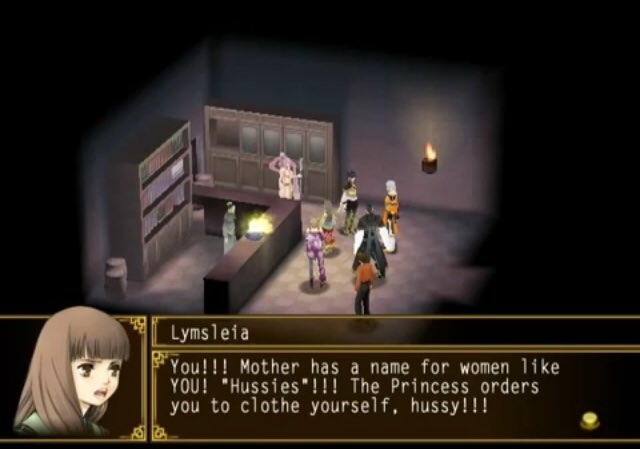 Lymsleia
You!!! Mother has a name for women like
YOU! "Hussies"!!! The Princess orders
you to clothe yourself, hussy!!!